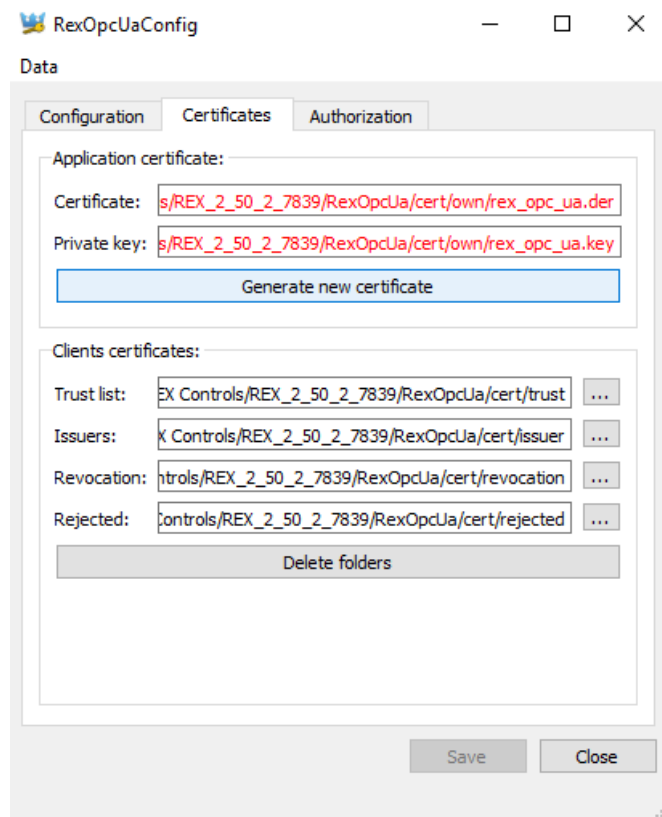 RexOpcUaConfig
Data
Configuration Certificates Authorization
Application certificate:
Certificate: s/REX_2_50_2_7839/RexOpcUa/cert/own/rex_opc_ua.der
Private key: s/REX_2_50_2_7839/RexOpcUa/cert/own/rex_opc_ua.key
Generate new certificate
Clients certificates:
Trust list: EX Controls/REX_2_50_2_7839/RexOpcUa/cert/trust ...
Issuers: X Controls/REX_2_50_2_7839/RexOpcUa/cert/issuer ...
Revocation: ntrols/REX_2_50_2_7839/RexOpcUa/cert/revocation ...
Rejected: Controls/REX_2_50_2_7839/RexOpcUa/cert/rejected ...
Delete folders
Save Close